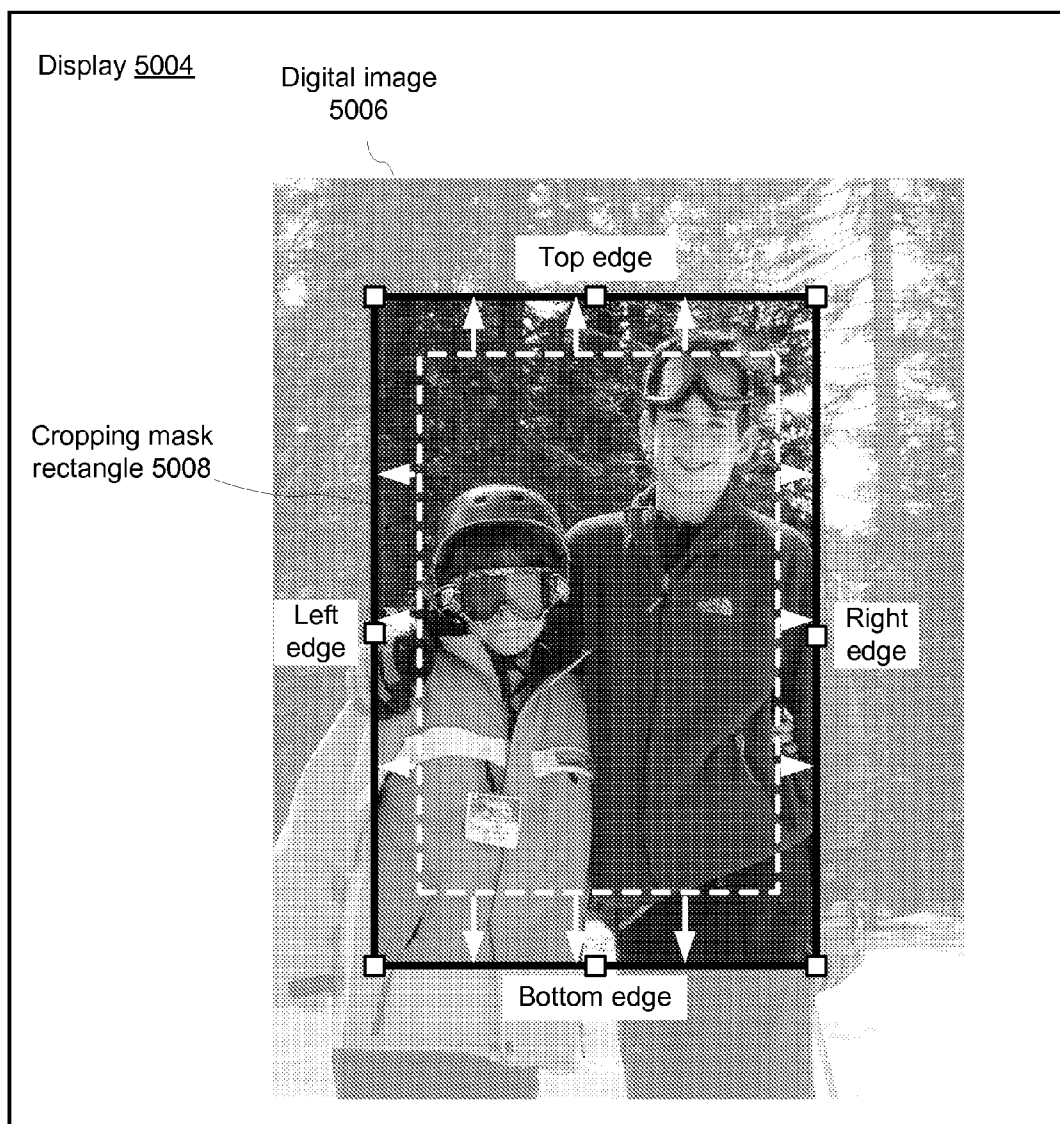 Display 5004
Digital image
5006
Top edge
Cropping mask
rectangle 5008
Left
edge
Right
edge
Bottom edge